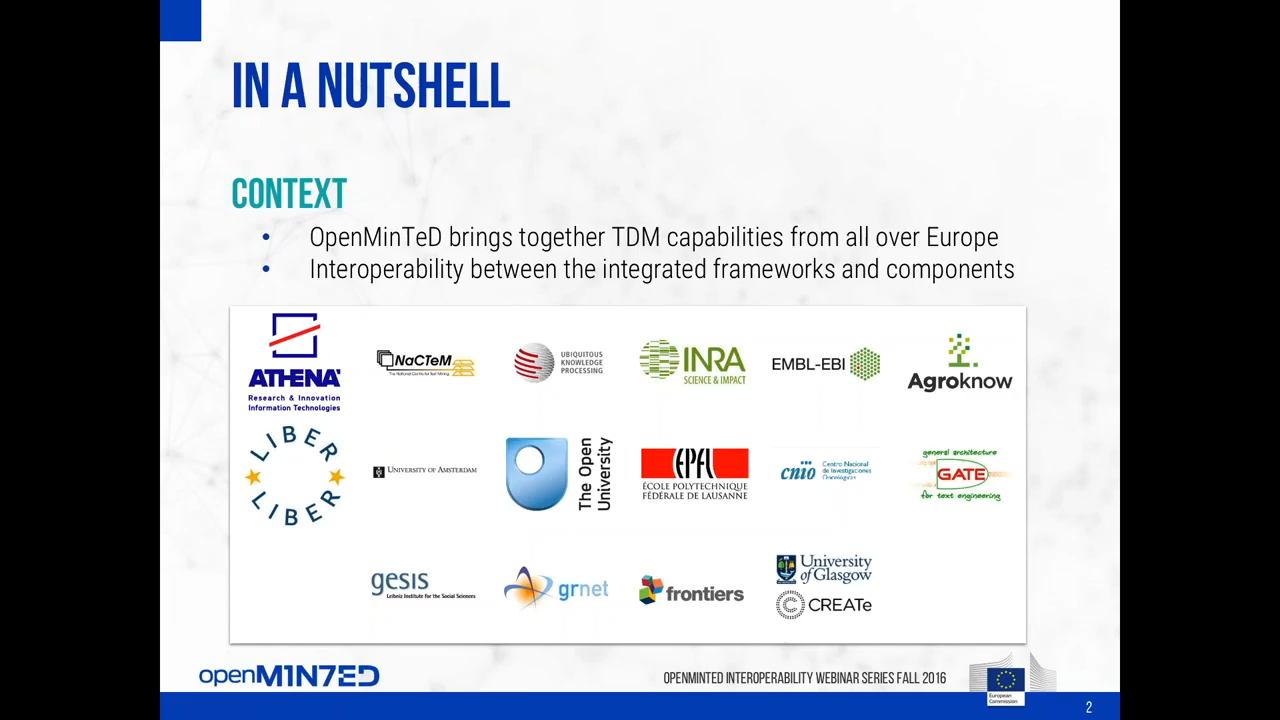 IN A NUTSHELL
CONTEXT
• OpenMinTeD brings together TDM capabilities from all over Europe
• Interoperability between the integrated frameworks and components
ATHENA
Research & Innovation
Information Technologies
NaCTeM
The National Centre for Text Mining
UBIQUITOUS
KNOWLEDGE
PROCESSING
INRA
SCIENCE & IMPACT
EMBL-EBI
Agroknow
LIBER
LIBER
UNIVERSITY OF AMSTERDAM
The Open
University
EPFL
ÉCOLE POLYTECHNIQUE
FÉDÉRALE DE LAUSANNE
cnio
Centro Nacional
de Investigaciones
Oncológicas
general architecture
GATE
for text engineering
gesis
Leibniz Institute for the Social Sciences
grnet
frontiers
University
of Glasgow
CREATe
openM1N7ED
OPENMINTED INTEROPERABILITY WEBINAR SERIES FALL 2016
European
Commission
2